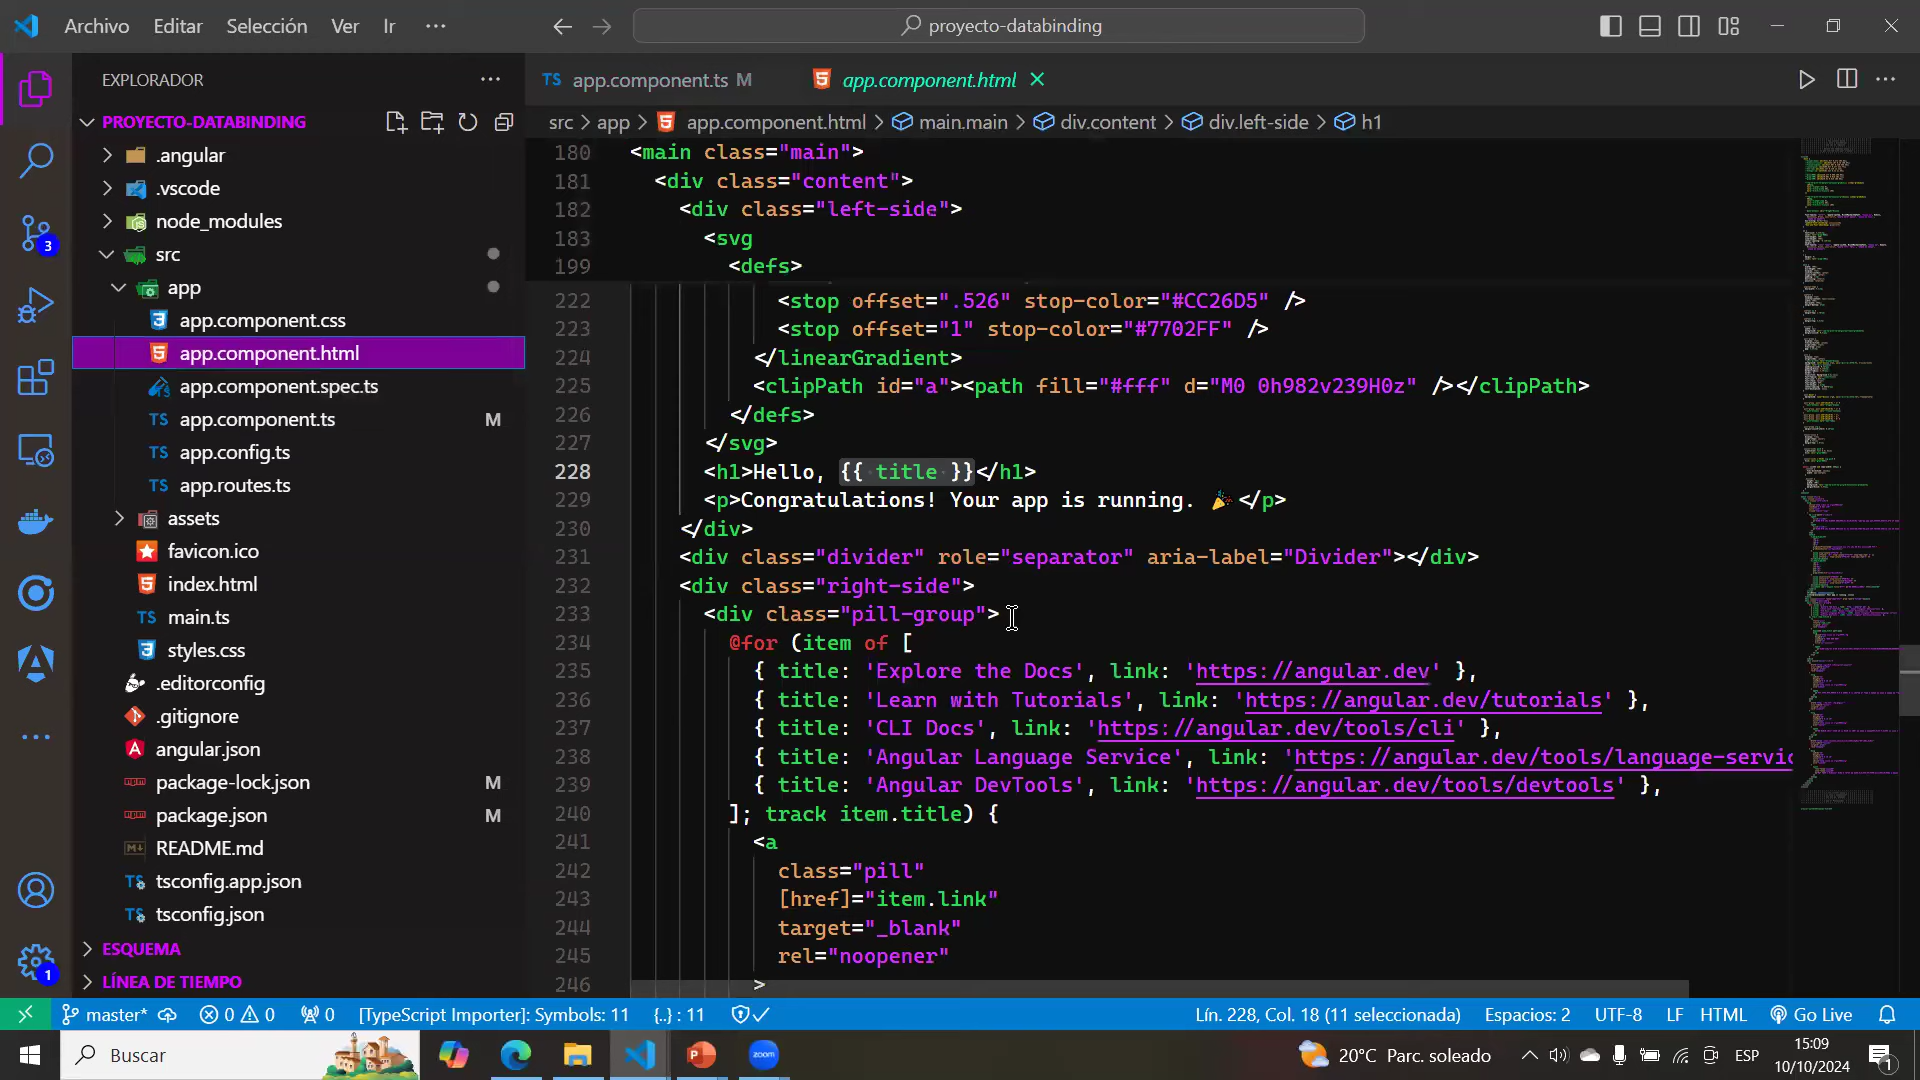 Archivo Editar Selección Ver Ir ··· proyecto-databinding
EXPLORADOR ···
PROYECTO-DATABINDING
.angular
.vscode
node_modules
src
app
app.component.css
app.component.html
app.component.spec.ts
TS app.component.ts M
TS app.config.ts
TS app.routes.ts
assets
favicon.ico
index.html
TS main.ts
styles.css
.editorconfig
.gitignore
angular.json
package-lock.json M
package.json M
README.md
tsconfig.app.json
tsconfig.json
ESQUEMA
LÍNEA DE TIEMPO
3
1
TS app.component.ts M app.component.html
src > app > app.component.html > main.main > div.content > div.left-side > h1
180 <main class="main">
181 <div class="content">
182 <div class="left-side">
183 <svg
199 <defs>
222 <stop offset=".526" stop-color="#CC26D5" />
223 <stop offset="1" stop-color="#7702FF" />
224 </linearGradient>
225 <clipPath id="a"><path fill="#fff" d="M0 0h982v239H0z" /></clipPath>
226 </defs>
227 </svg>
228 <h1>Hello, {{ title }}</h1>
229 <p>Congratulations! Your app is running. 🎉</p>
230 </div>
231 <div class="divider" role="separator" aria-label="Divider"></div>
232 <div class="right-side">
233 <div class="pill-group">
234 @for (item of [
235 { title: 'Explore the Docs', link: 'https://angular.dev' },
236 { title: 'Learn with Tutorials', link: 'https://angular.dev/tutorials' },
237 { title: 'CLI Docs', link: 'https://angular.dev/tools/cli' },
238 { title: 'Angular Language Service', link: 'https://angular.dev/tools/language-servic
239 { title: 'Angular DevTools', link: 'https://angular.dev/tools/devtools' },
240 ]; track item.title) {
241 <a
242 class="pill"
243 [href]="item.link"
244 target="_blank"
245 rel="noopener"
246 >
master* 0 0 0 [TypeScript Importer]: Symbols: 11 {..} : 11 Lín. 228, Col. 18 (11 seleccionada) Espacios: 2 UTF-8 LF HTML Go Live
Buscar zoom 20°C Parc. soleado ESP 15:09
10/10/2024 1